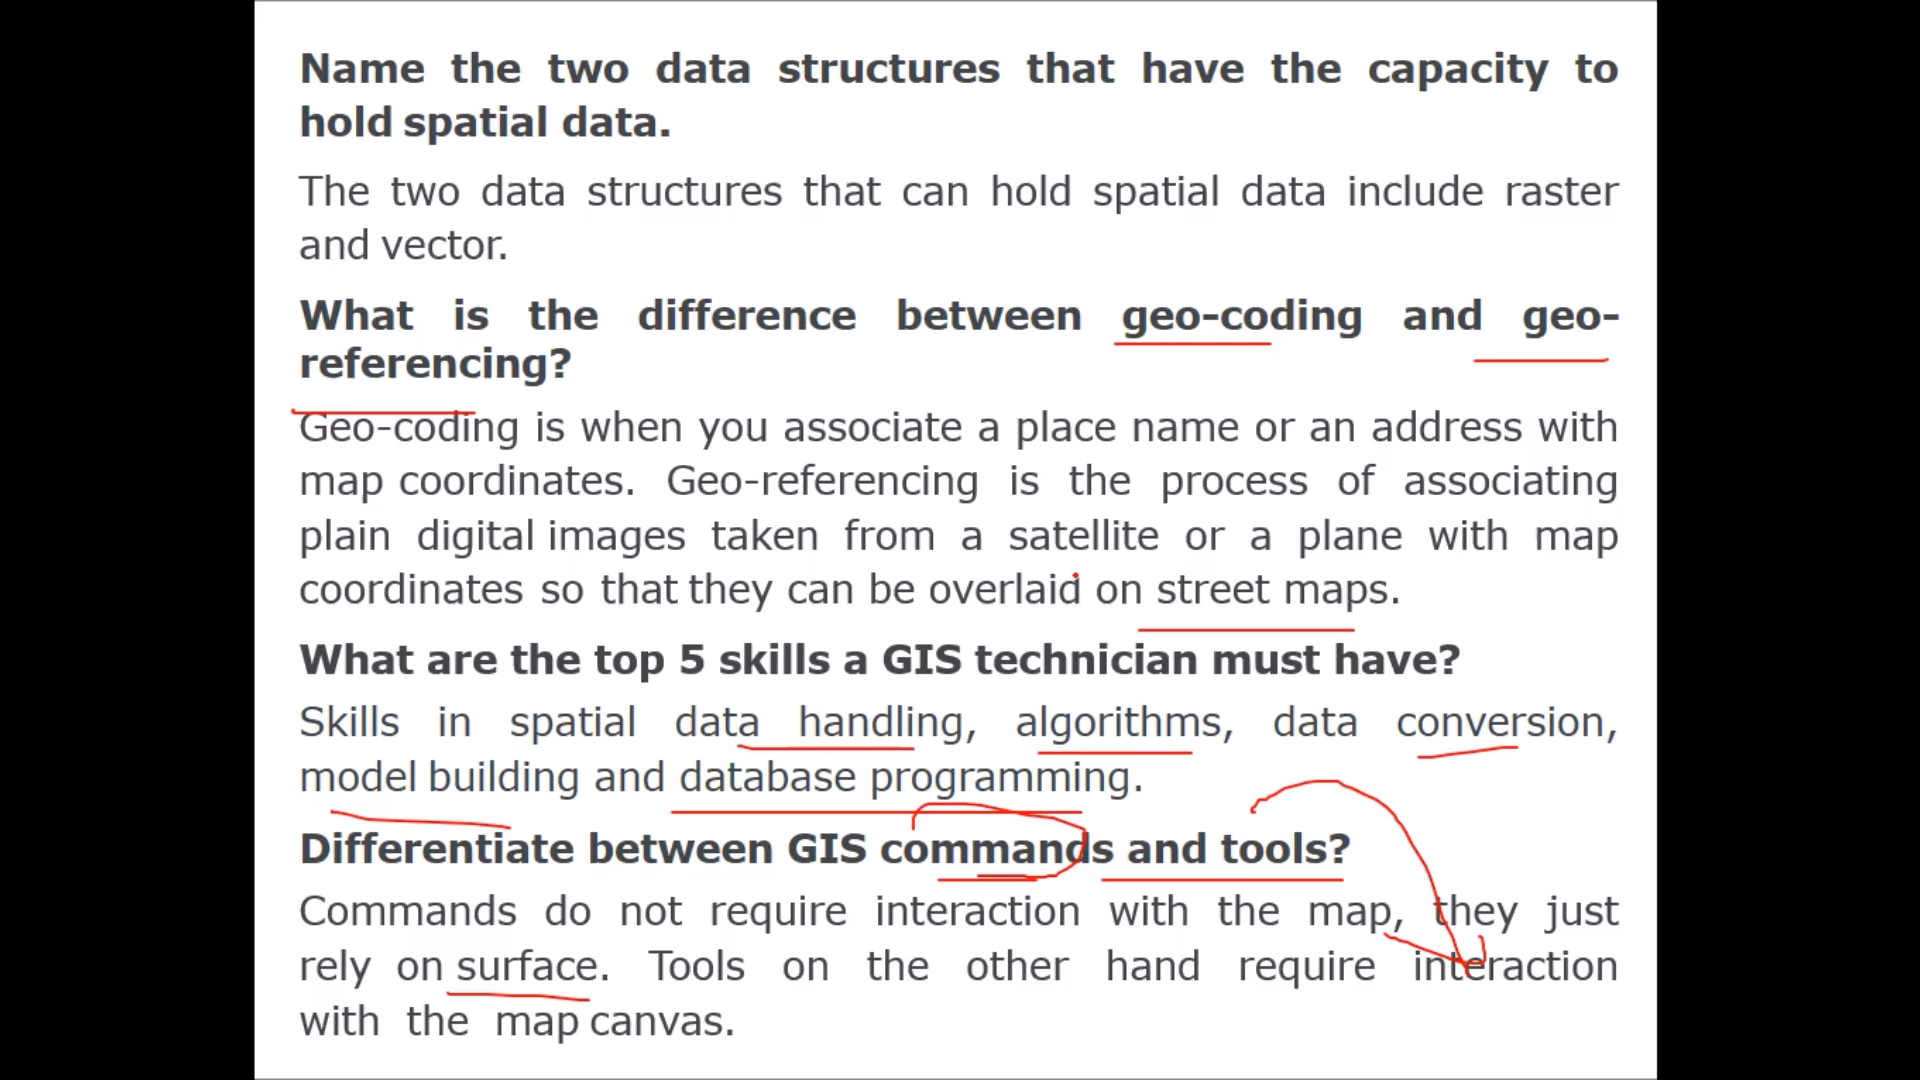 Name the two data structures that have the capacity to
hold spatial data.
The two data structures that can hold spatial data include raster
and vector.
What is the difference between geo-coding and geo-
referencing?
Geo-coding is when you associate a place name or an address with
map coordinates. Geo-referencing is the process of associating
plain digital images taken from a satellite or a plane with map
coordinates so that they can be overlaid on street maps.
What are the top 5 skills a GIS technician must have?
Skills in spatial data handling, algorithms, data conversion,
model building and database programming.
Differentiate between GIS commands and tools?
Commands do not require interaction with the map, they just
rely on surface. Tools on the other hand require interaction
with the map canvas.